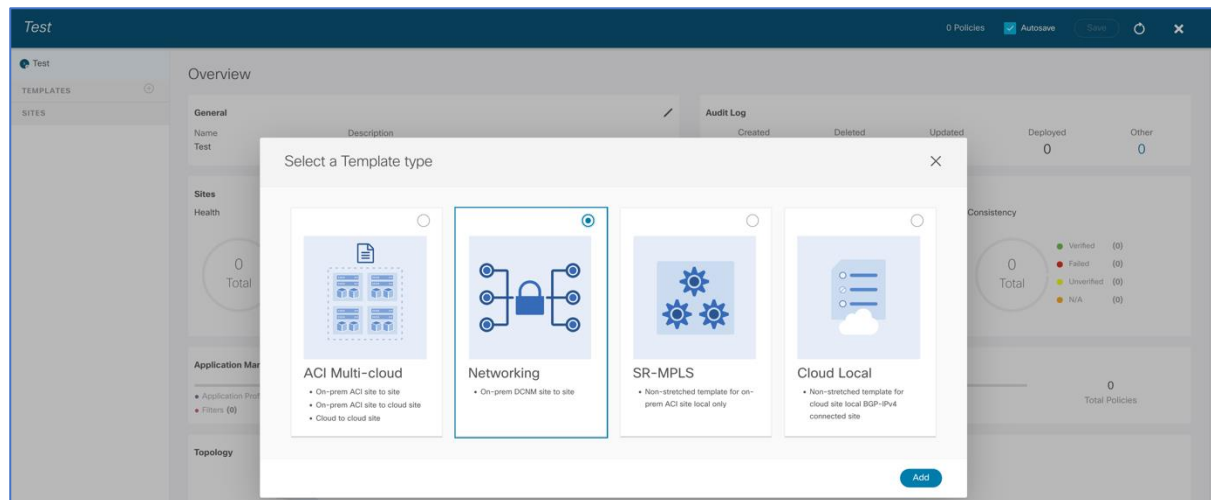 Test
0 Policies
Autosave
Save
Test
TEMPLATES
SITES
Overview
General
Name Description
Test
Audit Log
Created Deleted Updated Deployed Other
0 0
Sites
Health
0
Total
Consistency
0
Total
Verified (0)
Failed (0)
Unverified (0)
N/A (0)
Application Mar
Application Prof
Filters (0)
0
Total Policies
Topology
Select a Template type
ACI Multi-cloud
• On-prem ACI site to site
• On-prem ACI site to cloud site
• Cloud to cloud site
Networking
• On-prem DCNM site to site
SR-MPLS
• Non-stretched template for on-
prem ACI site local only
Cloud Local
• Non-stretched template for
cloud site local BGP-IPv4
connected site
Add